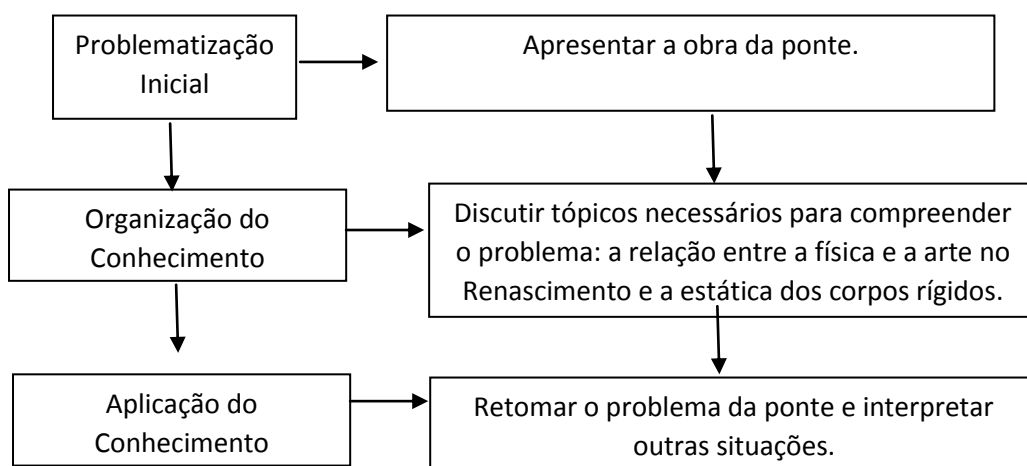 Problematização
Inicial
Apresentar a obra da ponte.
Organização do
Conhecimento
Discutir tópicos necessários para compreender
o problema: a relação entre a física e a arte no
Renascimento e a estática dos corpos rígidos.
Aplicação do
Conhecimento
Retomar o problema da ponte e interpretar
outras situações.